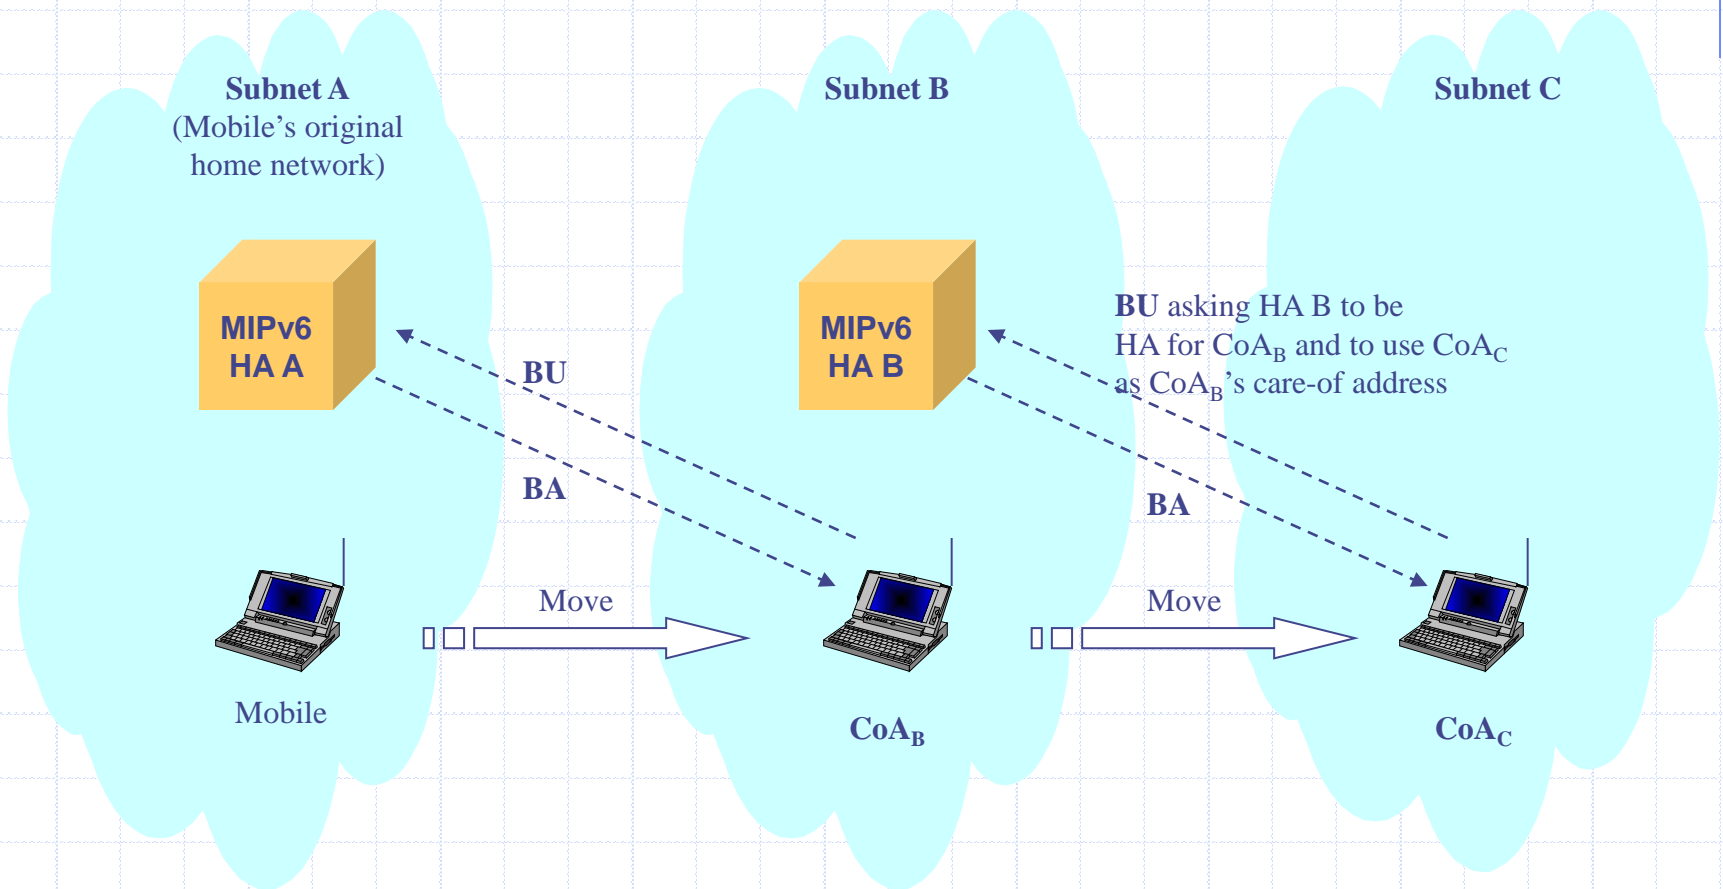 Subnet A
(Mobile’s original
home network)
Subnet B
Subnet C
MIPv6
HA A
MIPv6
HA B
BU asking HA B to be
HA for CoAB and to use CoAC
as CoAB’s care-of address
BU
BA
BA
Move
Move
Mobile
CoAB
CoAC